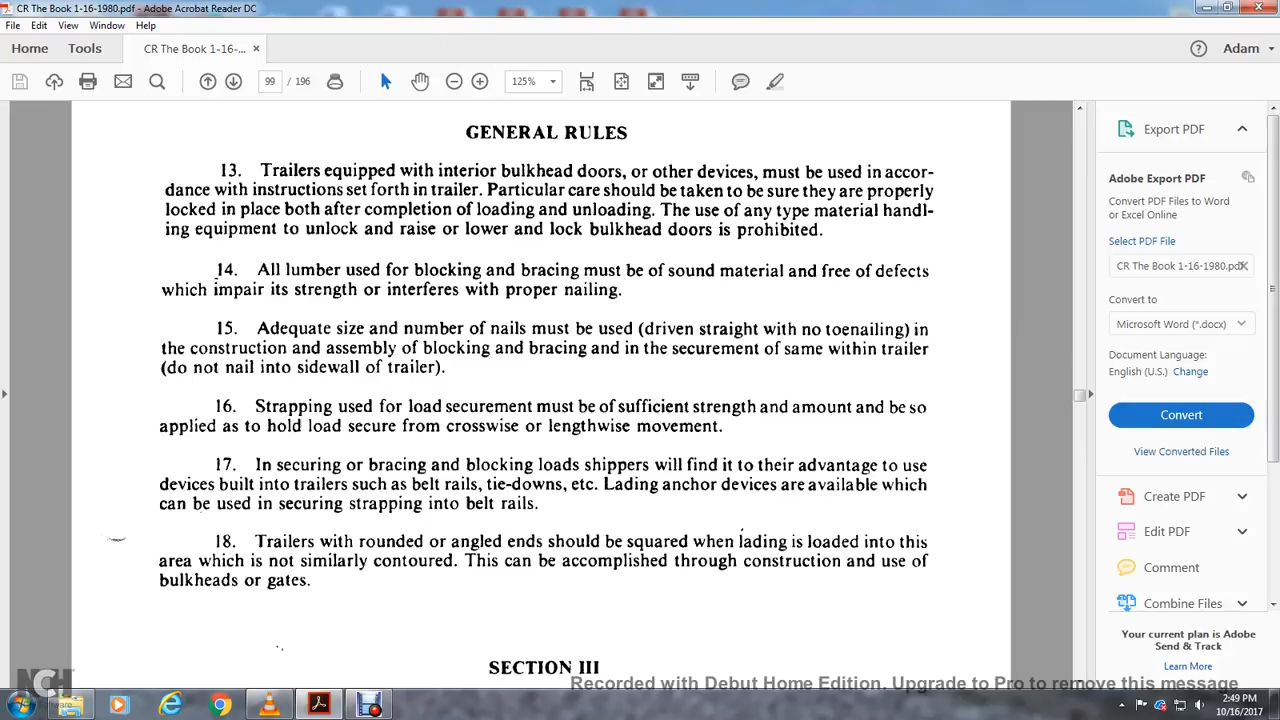 CR The Book 1-16-1980.pdf - Adobe Acrobat Reader DC
File Edit View Window Help
Home Tools CR The Book 1-16-... × Adam
99 / 196 125%
GENERAL RULES
13. Trailers equipped with interior bulkhead doors, or other devices, must be used in accor-
dance with instructions set forth in trailer. Particular care should be taken to be sure they are properly
locked in place both after completion of loading and unloading. The use of any type material handl-
ing equipment to unlock and raise or lower and lock bulkhead doors is prohibited.
14. All lumber used for blocking and bracing must be of sound material and free of defects
which impair its strength or interferes with proper nailing.
15. Adequate size and number of nails must be used (driven straight with no toenailing) in
the construction and assembly of blocking and bracing and in the securement of same within trailer
(do not nail into sidewall of trailer).
16. Strapping used for load securement must be of sufficient strength and amount and be so
applied as to hold load secure from crosswise or lengthwise movement.
17. In securing or bracing and blocking loads shippers will find it to their advantage to use
devices built into trailers such as belt rails, tie-downs, etc. Lading anchor devices are available which
can be used in securing strapping into belt rails.
18. Trailers with rounded or angled ends should be squared when lading is loaded into this
area which is not similarly contoured. This can be accomplished through construction and use of
bulkheads or gates.
SECTION III
Export PDF
Adobe Export PDF
Convert PDF Files to Word
or Excel Online
Select PDF File
CR The Book 1-16-1980.pdf
Convert to
Microsoft Word (*.docx)
Document Language:
English (U.S.) Change
Convert
View Converted Files
Create PDF
Edit PDF
Comment
Combine Files
Your current plan is Adobe
Send & Track
Learn More
NCH
ware
Recorded with Debut Home Edition. Upgrade to Pro to remove this message
2:49 PM
10/16/2017